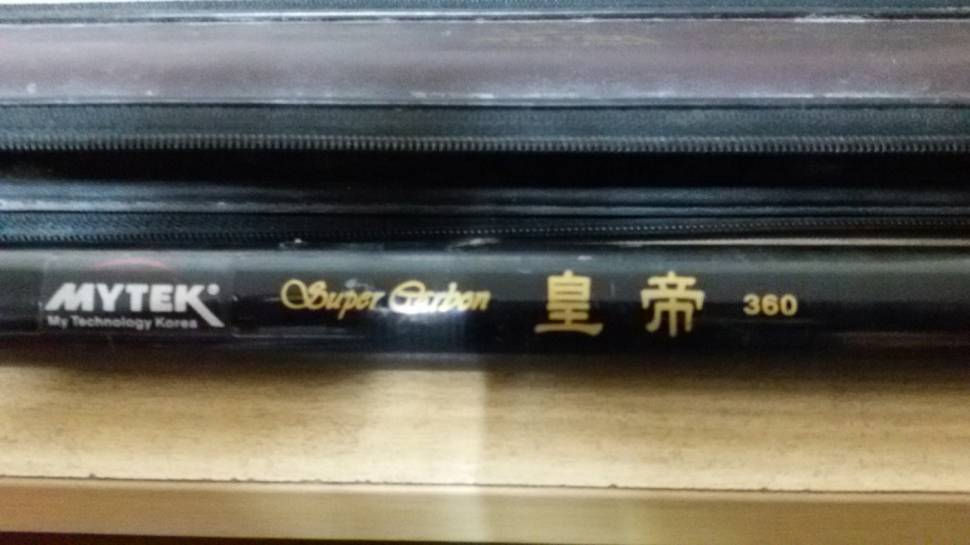 MYTEK
My Technology Korea
Super Carbon 皇帝 360